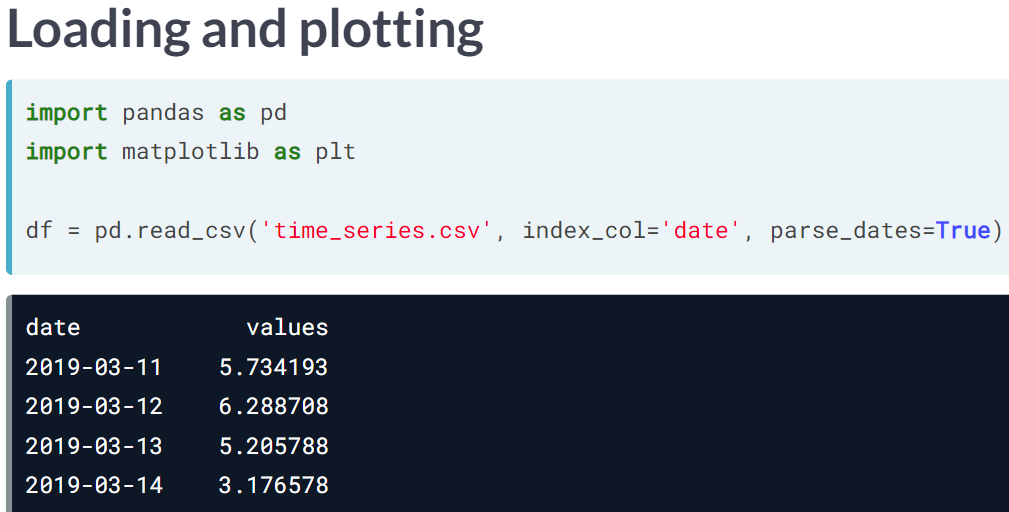 Loading and plotting
import pandas as pd
import matplotlib as plt
df = pd.read_csv('time_series.csv', index_col='date', parse_dates=True)
date values
2019-03-11 5.734193
2019-03-12 6.288708
2019-03-13 5.205788
2019-03-14 3.176578